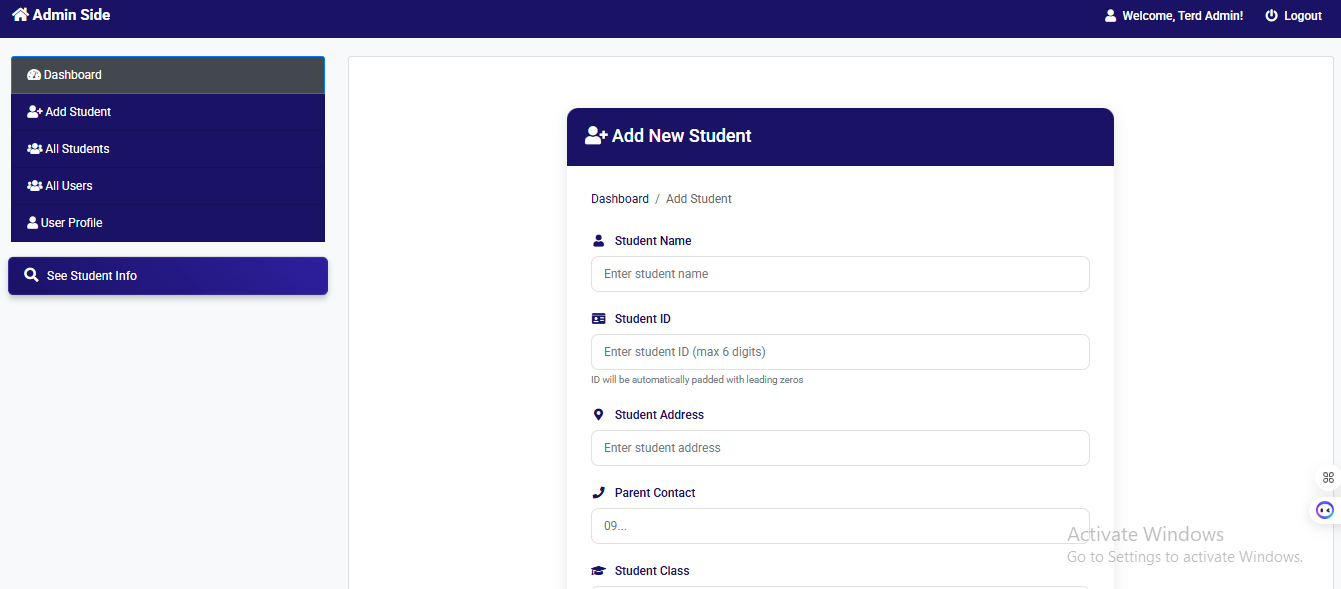 Admin Side
Welcome, Terd Admin!
Logout
Dashboard
Add Student
All Students
All Users
User Profile
See Student Info
Add New Student
Dashboard / Add Student
Student Name
Enter student name
Student ID
Enter student ID (max 6 digits)
ID will be automatically padded with leading zeros
Student Address
Enter student address
Parent Contact
09...
Student Class
Activate Windows
Go to Settings to activate Windows.